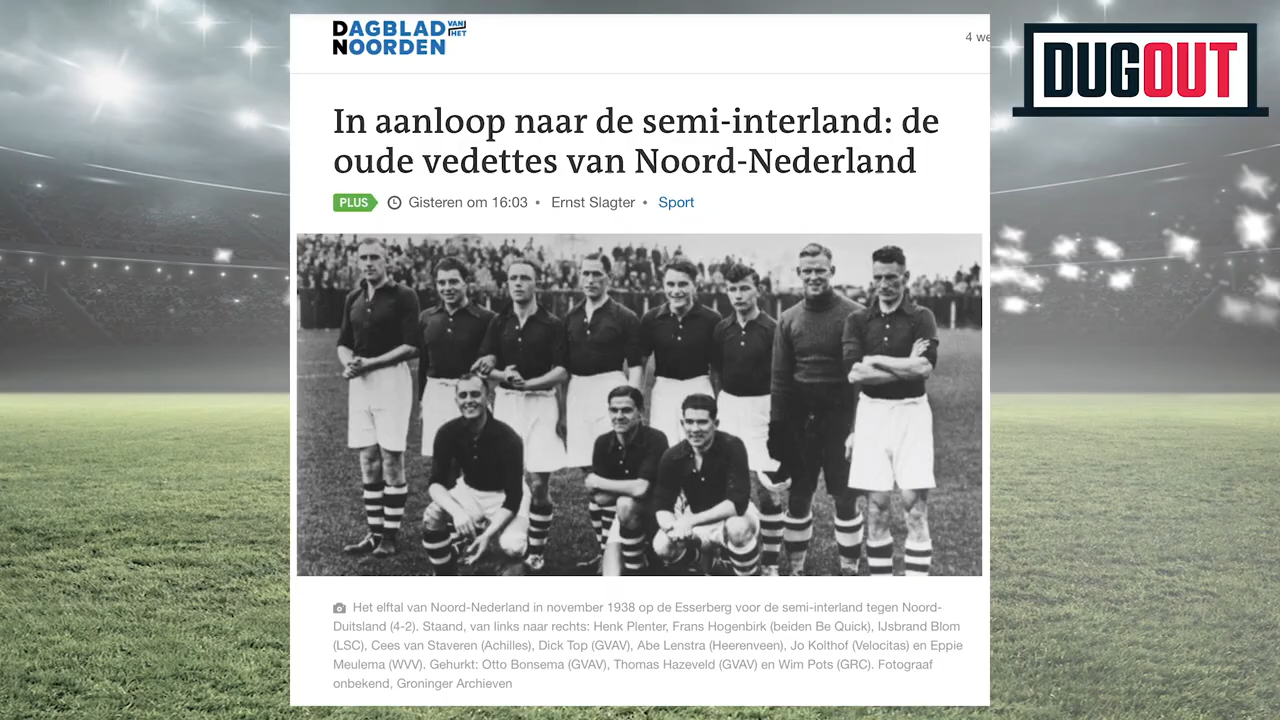 DAGBLAD VAN HET
NOORDEN
4 we
DUGOUT
In aanloop naar de semi-interland: de
oude vedettes van Noord-Nederland
PLUS Gisteren om 16:03 • Ernst Slagter • Sport
Het elftal van Noord-Nederland in november 1938 op de Esserberg voor de semi-interland tegen Noord-
Duitsland (4-2). Staand, van links naar rechts: Henk Plenter, Frans Hogenbirk (beiden Be Quick), IJsbrand Blom
(LSC), Cees van Staveren (Achilles), Dick Top (GVAV), Abe Lenstra (Heerenveen), Jo Kolthof (Velocitas) en Eppie
Meulema (WVV). Gehurkt: Otto Bonsema (GVAV), Thomas Hazeveld (GVAV) en Wim Pots (GRC). Fotograaf
onbekend, Groninger Archieven